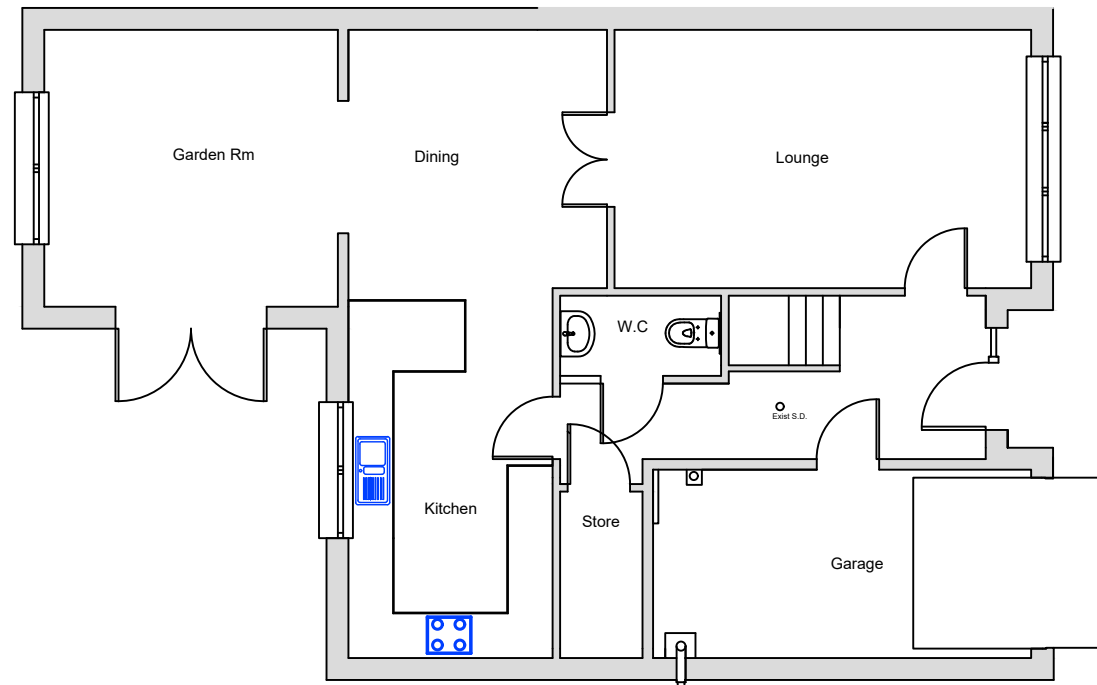 Garden Rm
Dining
Lounge
W.C
Exist S.D.
Kitchen
Store
Garage